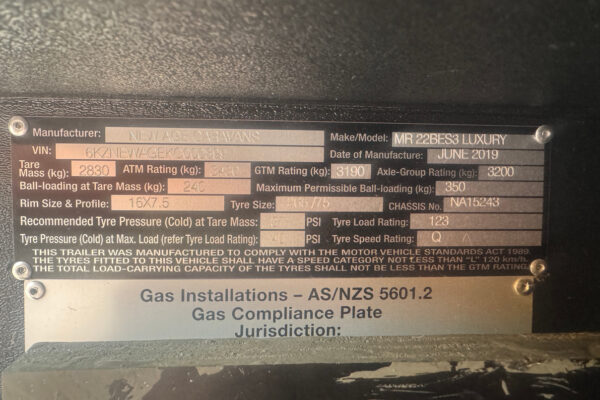 Manufacturer: NEW AGE CARAVANS Make/Model: MR 22BES3 LUXURY
VIN: Date of Manufacture: JUNE 2019
Tare Mass (kg): 2830 ATM Rating (kg): GTM Rating (kg): 3190 Axle-Group Rating (kg): 3200
Ball-loading at Tare Mass (kg): 240 Maximum Permissible Ball-loading (kg): 350
Rim Size & Profile: 16X7.5 Tyre Size: CHASSIS No. NA15243
Recommended Tyre Pressure (Cold) at Tare Mass: PSI Tyre Load Rating: 123
Tyre Pressure (Cold) at Max. Load (refer Tyre Load Rating): PSI Tyre Speed Rating: Q
THIS TRAILER WAS MANUFACTURED TO COMPLY WITH THE MOTOR VEHICLE STANDARDS ACT 1989.
THE TYRES FITTED TO THIS VEHICLE SHALL HAVE A SPEED CATEGORY NOT LESS THAN "L" 120 km/h.
THE TOTAL LOAD-CARRYING CAPACITY OF THE TYRES SHALL NOT BE LESS THAN THE GTM RATING
Gas Installations – AS/NZS 5601.2
Gas Compliance Plate
Jurisdiction: